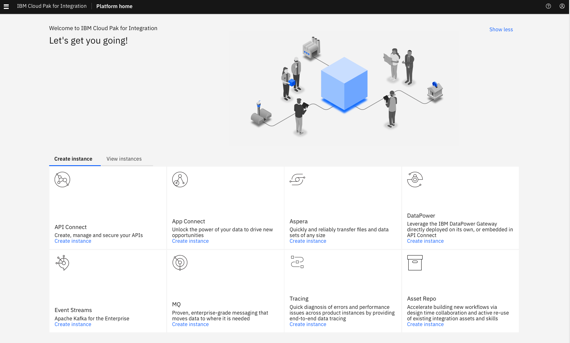 IBM Cloud Pak for Integration
Platform home
Welcome to IBM Cloud Pak for Integration
Show less
Let's get you going!
Create instance
View instances
API Connect
Create, manage and secure your APIs
Create instance
App Connect
Unlock the power of your data to drive new
opportunities
Create instance
Aspera
Quickly and reliably transfer files and data
sets of any size
Create instance
DataPower
Leverage the IBM DataPower Gateway
directly deployed on its own, or embedded in
API Connect
Create instance
Event Streams
Apache Kafka for the Enterprise
Create instance
MQ
Proven, enterprise-grade messaging that
moves data to where it is needed
Create instance
Tracing
Quick diagnosis of errors and performance
issues across product instances by providing
end-to-end data tracing
Create instance
Asset Repo
Accelerate building new workflows via
design time collaboration and active re-use
of existing integration assets and skills
Create instance